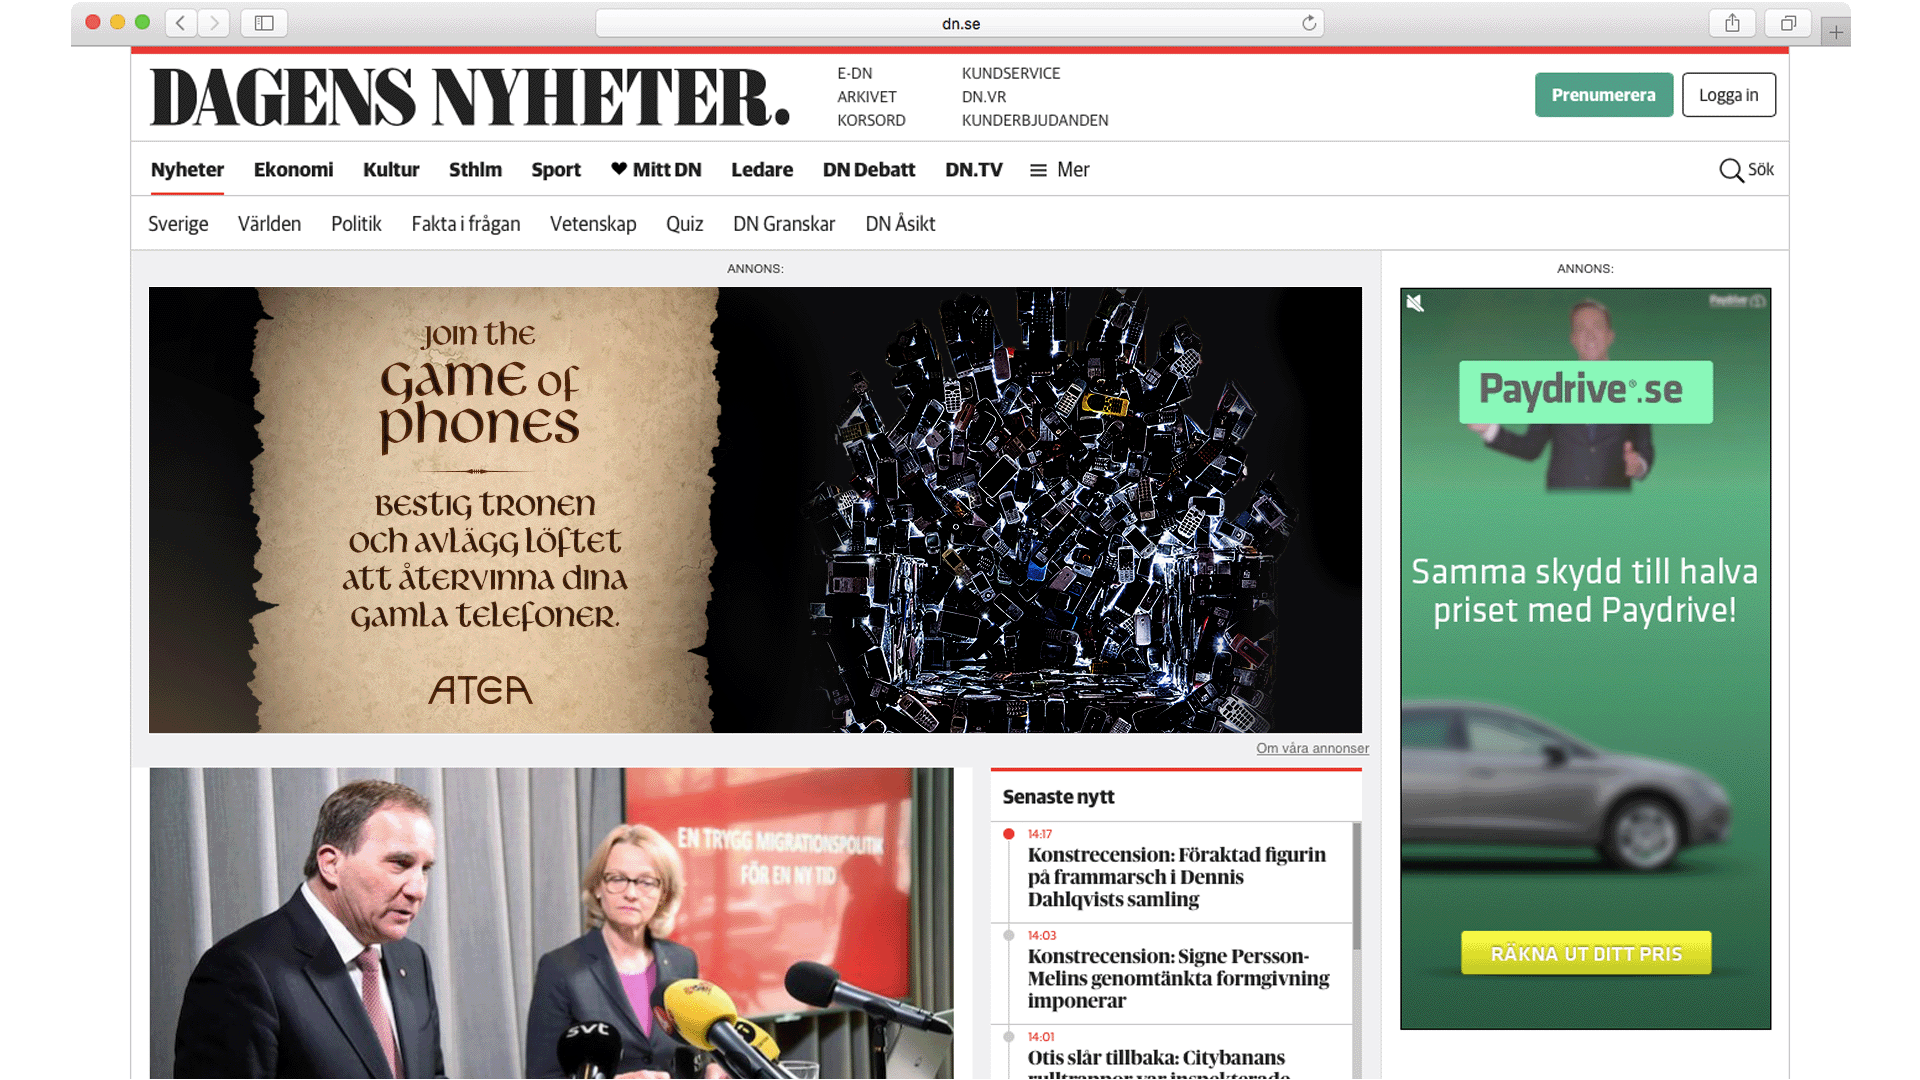 dn.se
DAGENS NYHETER.
E-DN
ARKIVET
KORSORD
KUNDSERVICE
DN.VR
KUNDERBJUDANDEN
Prenumerera
Logga in
Nyheter Ekonomi Kultur Sthlm Sport Mitt DN Ledare DN Debatt DN.TV Mer
Sök
Sverige Världen Politik Fakta i frågan Vetenskap Quiz DN Granskar DN Åsikt
ANNONS:
JOIN THE
GAME OF
PHONES
BESTIG TRONEN
OCH AVLÄGG LÖFTET
ATT ÅTERVINNA DINA
GAMLA TELEFONER.
ATEA
Om våra annonser
ANNONS:
Paydrive
Paydrive®.se
Samma skydd till halva
priset med Paydrive!
RÄKNA UT DITT PRIS
EN TRYGG MIGRATIONSPOLITIK
FÖR EN NY TID
svt
Senaste nytt
14:17
Konstrecension: Föraktad figurin
på frammarsch i Dennis
Dahlqvists samling
14:03
Konstrecension: Signe Persson-
Melins genomtänkta formgivning
imponerar
14:01
Otis slår tillbaka: Citybanans
rulltrappor var inspekterade